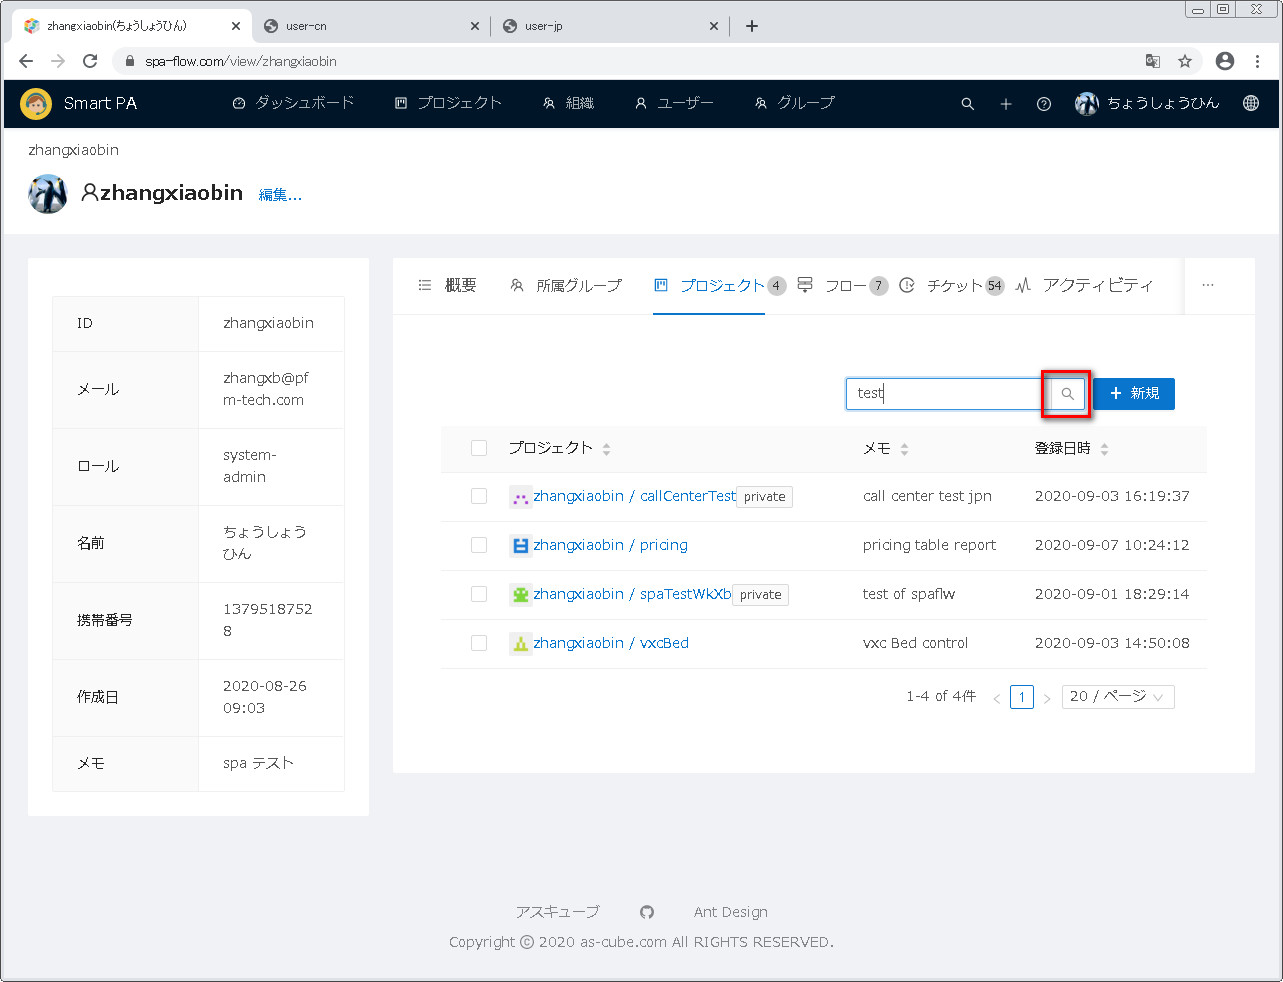 zhangxiaobin(ちょうしょうひん)
user-cn
user-jp
spa-flow.com/view/zhangxiaobin
Smart PA
ダッシュボード
プロジェクト
組織
ユーザー
グループ
ちょうしょうひん
zhangxiaobin
zhangxiaobin 編集...
ID zhangxiaobin
メール zhangxb@pf
m-tech.com
ロール system-
admin
名前 ちょうしょう
ひん
携帯番号 1379518752
8
作成日 2020-08-26
09:03
メモ spa テスト
概要 所属グループ プロジェクト 4 フロー 7 チケット 54 アクティビティ ···
test
+ 新規
プロジェクト メモ 登録日時
zhangxiaobin / callCenterTest private call center test jpn 2020-09-03 16:19:37
zhangxiaobin / pricing pricing table report 2020-09-07 10:24:12
zhangxiaobin / spaTestWkXb private test of spaflw 2020-09-01 18:29:14
zhangxiaobin / vxcBed vxc Bed control 2020-09-03 14:50:08
1-4 of 4件 < 1 > 20 / ページ
アスキューブ Ant Design
Copyright © 2020 as-cube.com All RIGHTS RESERVED.